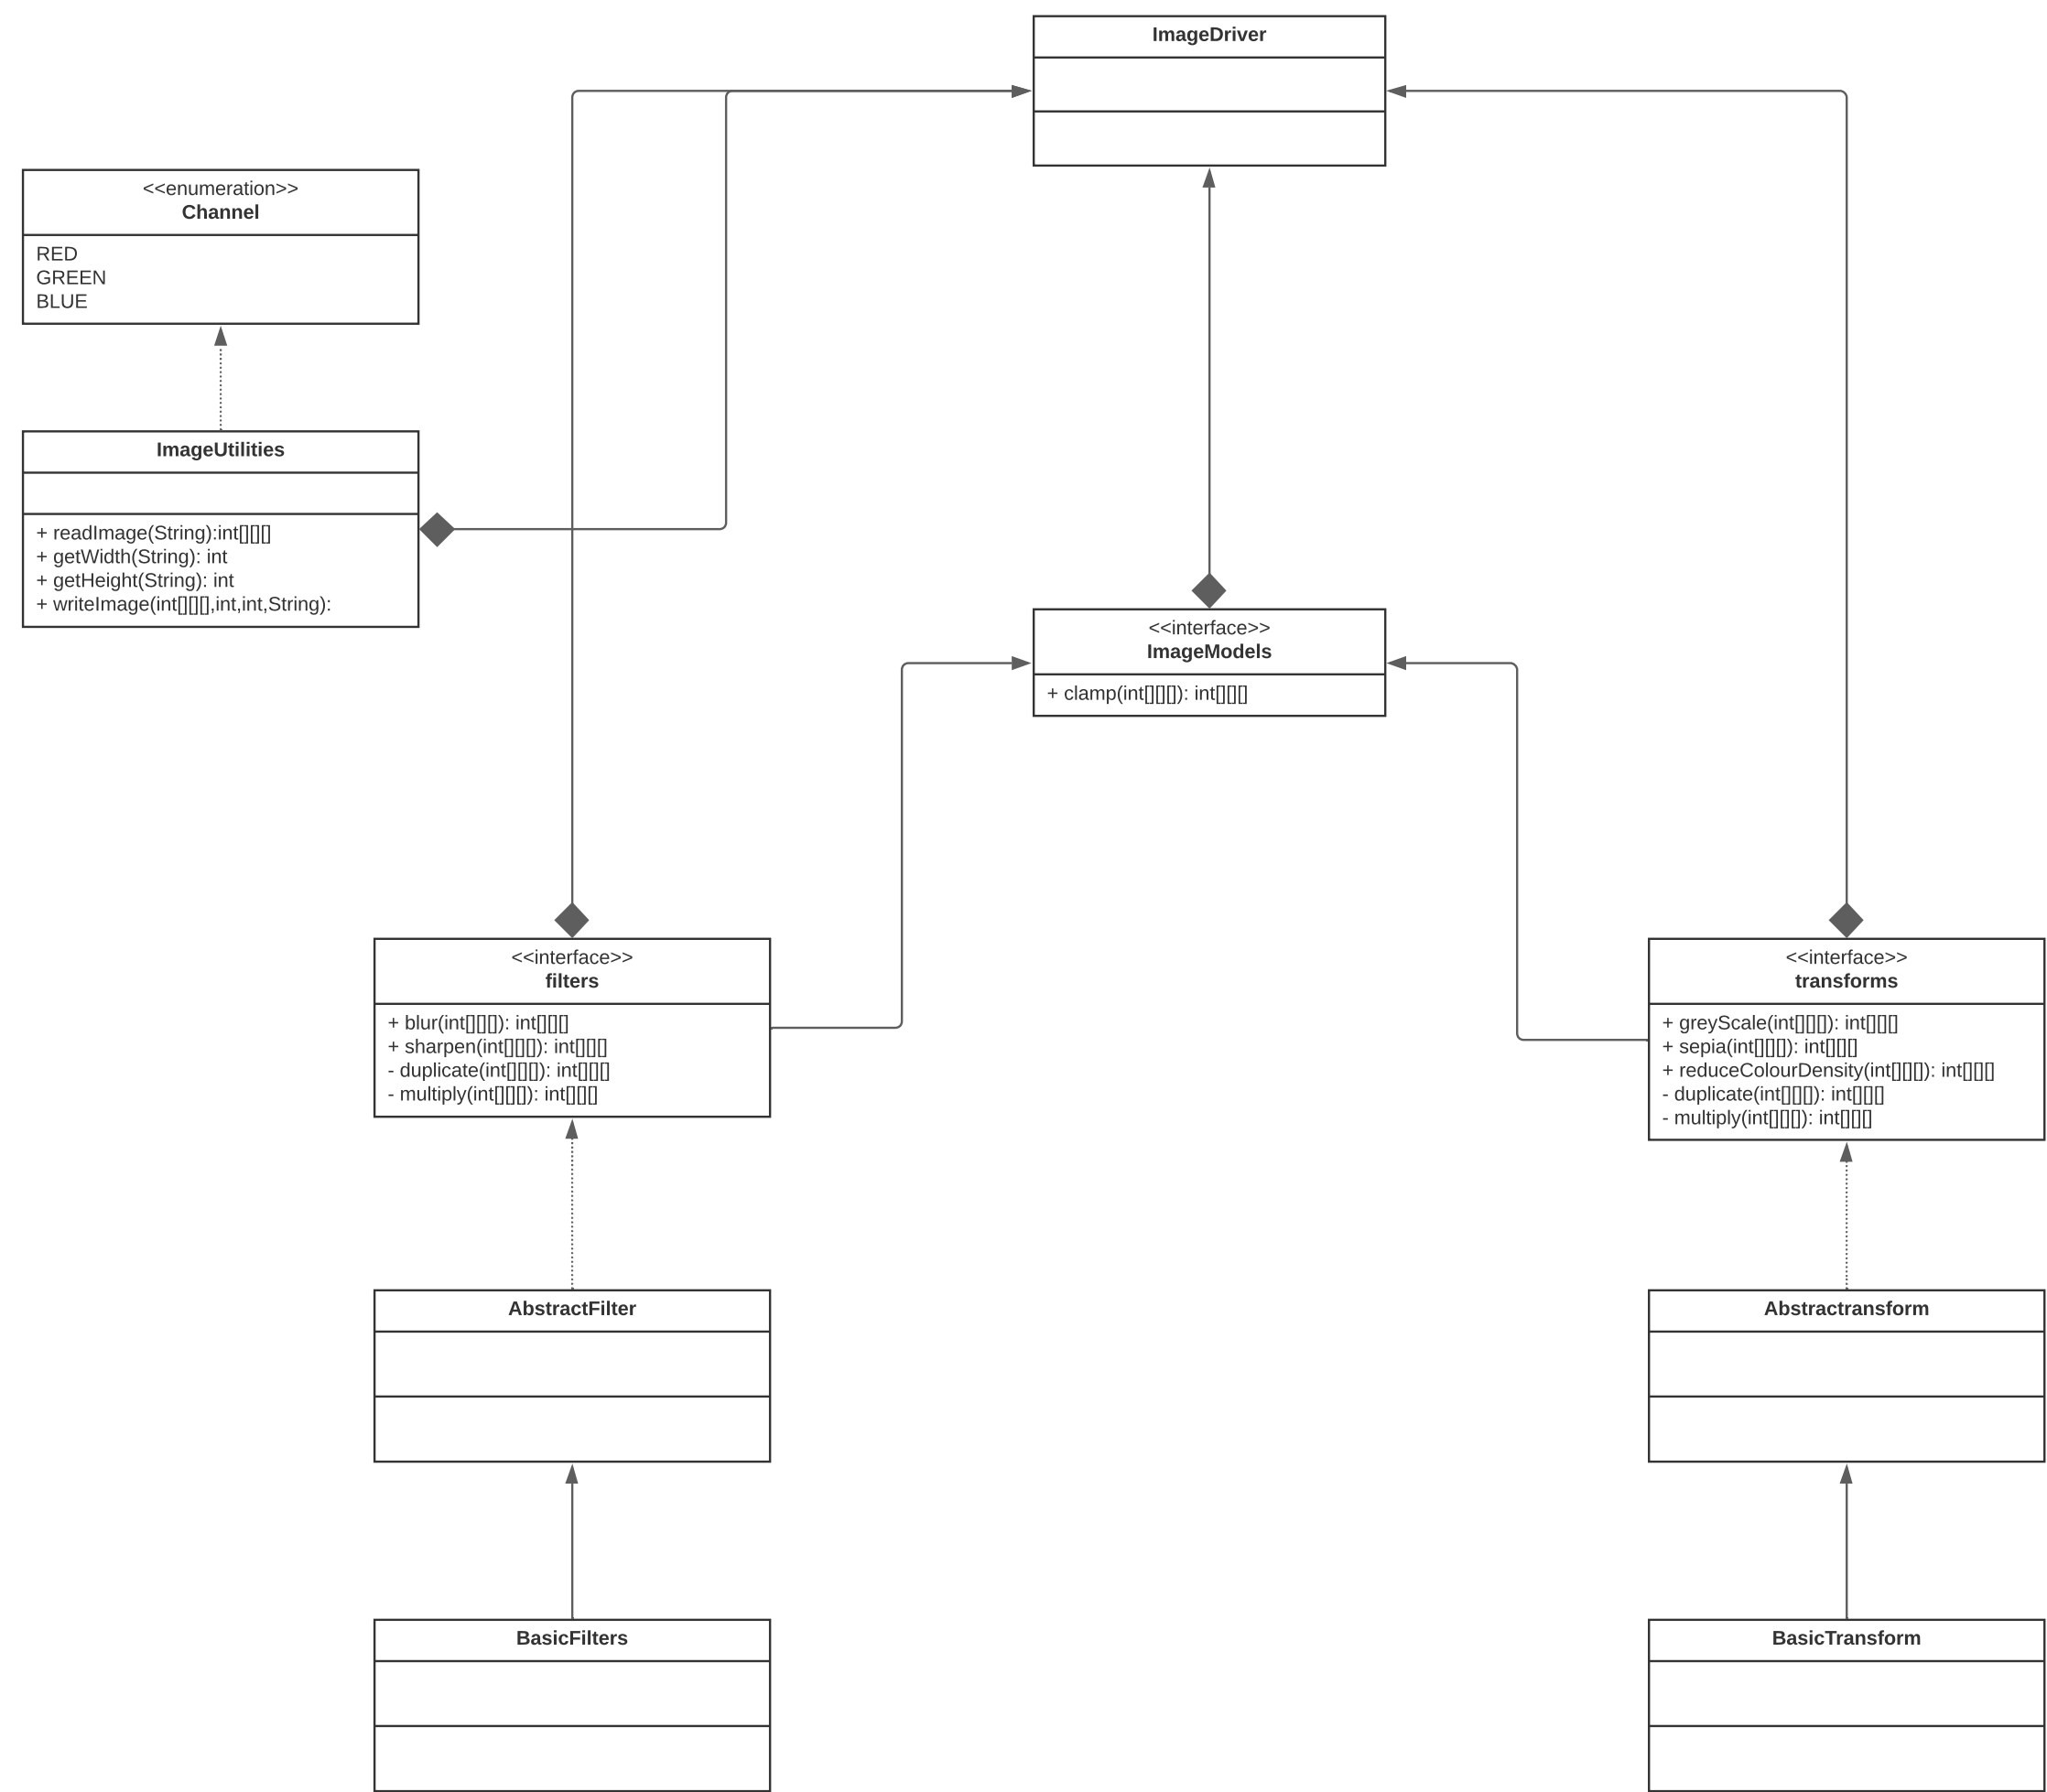 ImageDriver
<<enumeration>>
Channel
RED
GREEN
BLUE
ImageUtilities
+ readImage(String):int[][][]
+ getWidth(String): int
+ getHeight(String): int
+ writeImage(int[][][],int,int,String):
<<interface>>
ImageModels
+ clamp(int[][][]): int[][][]
<<interface>>
filters
+ blur(int[][][]): int[][][]
+ sharpen(int[][][]): int[][][]
- duplicate(int[][][]): int[][][]
- multiply(int[][][]): int[][][]
<<interface>>
transforms
+ greyScale(int[][][]): int[][][]
+ sepia(int[][][]): int[][][]
+ reduceColourDensity(int[][][]): int[][][]
- duplicate(int[][][]): int[][][]
- multiply(int[][][]): int[][][]
AbstractFilter
Abstractransform
BasicFilters
BasicTransform